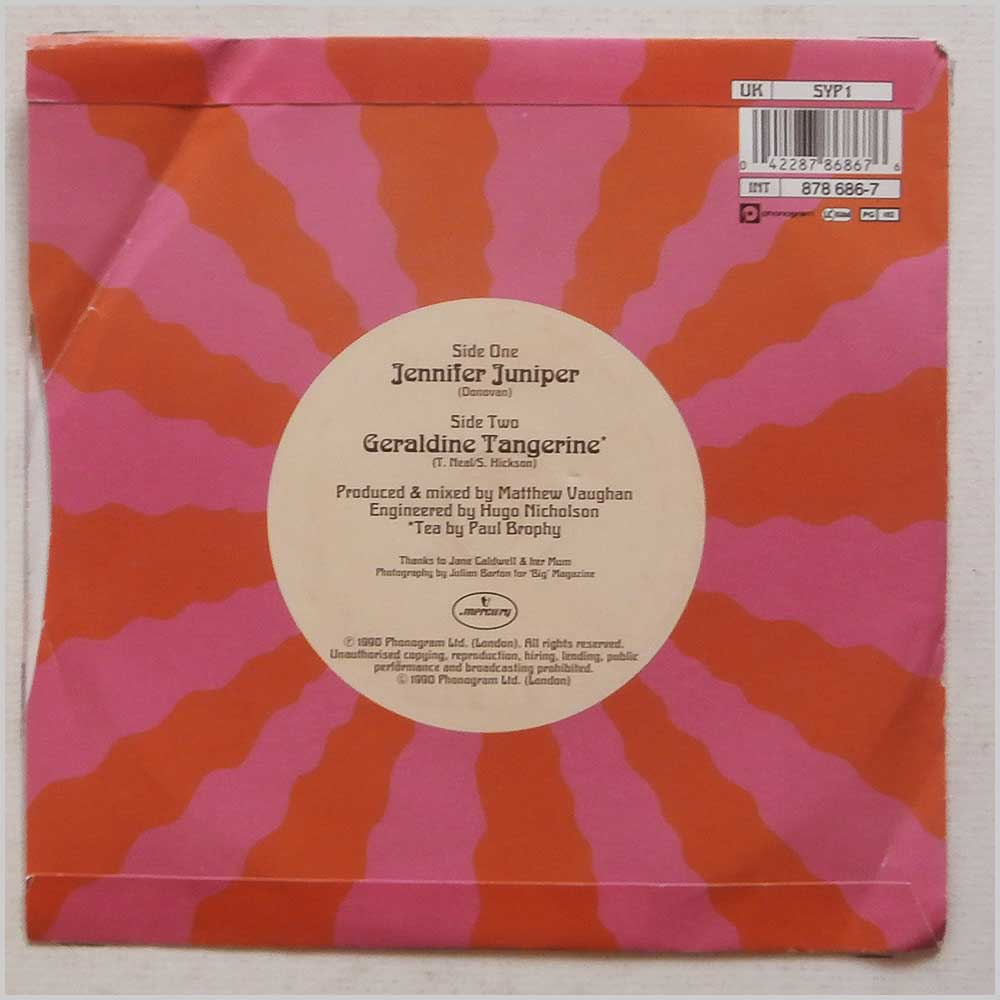 UK SYP 1
0 42287 86867 6
INT 878 686-7
phonogram PG
Side One
Jennifer Juniper
(Donovan)
Side Two
Geraldine Tangerine*
(T. Neal/S. Hickson)
Produced & mixed by Matthew Vaughan
Engineered by Hugo Nicholson
*Tea by Paul Brophy
Thanks to Jane Caldwell & her Mum
Photography by Julian Barton for 'Big' Magazine
mercury
℗ 1990 Phonogram Ltd. (London). All rights reserved.
Unauthorised copying, reproduction, hiring, lending, public
performance and broadcasting prohibited.
© 1990 Phonogram Ltd. (London)